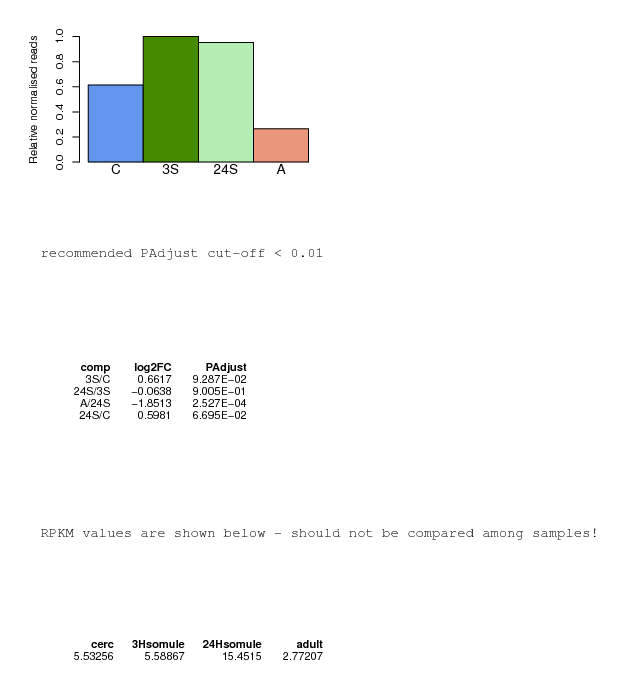 Relative normalised reads
1.0
0.8
0.6
0.4
0.2
0.0
C 3S 24S A
recommended PAdjust cut-off < 0.01
comp log2FC PAdjust
3S/C 0.6617 9.287E−02
24S/3S −0.0638 9.005E−01
A/24S −1.8513 2.527E−04
24S/C 0.5981 6.695E−02
RPKM values are shown below - should not be compared among samples!
cerc 3Hsomule 24Hsomule adult
5.53256 5.58867 15.4515 2.77207